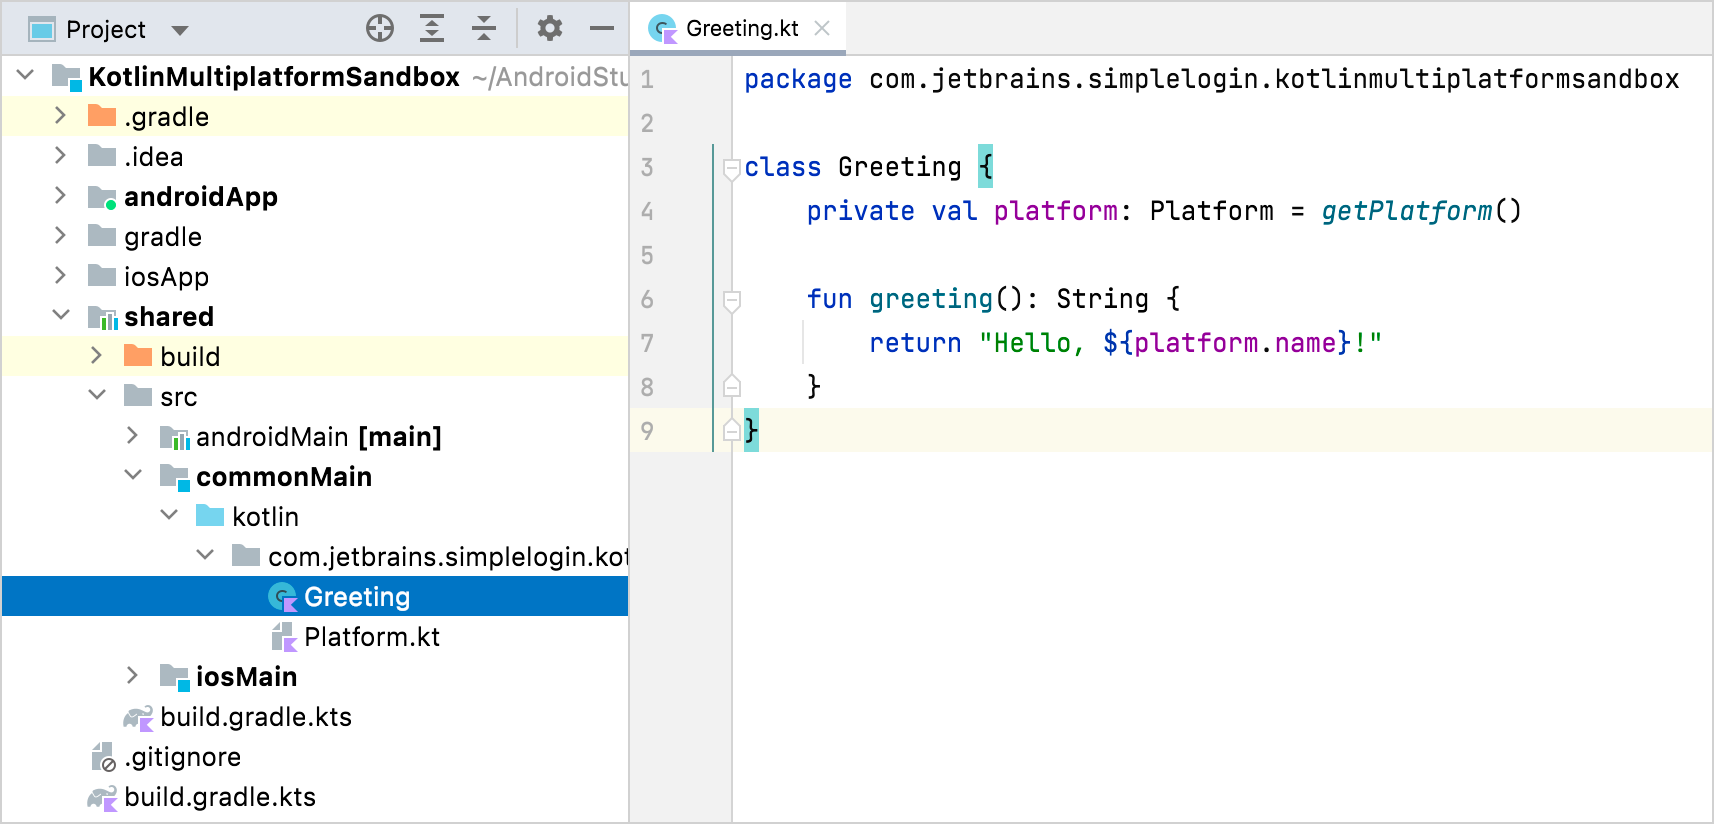 Project
KotlinMultiplatformSandbox ~/AndroidStu
.gradle
.idea
androidApp
gradle
iosApp
shared
build
src
androidMain [main]
commonMain
kotlin
com.jetbrains.simplelogin.kot
Greeting
Platform.kt
iosMain
build.gradle.kts
.gitignore
build.gradle.kts
Greeting.kt
1 package com.jetbrains.simplelogin.kotlinmultiplatformsandbox
2
3 class Greeting {
4     private val platform: Platform = getPlatform()
5
6     fun greeting(): String {
7         return "Hello, ${platform.name}!"
8     }
9 }